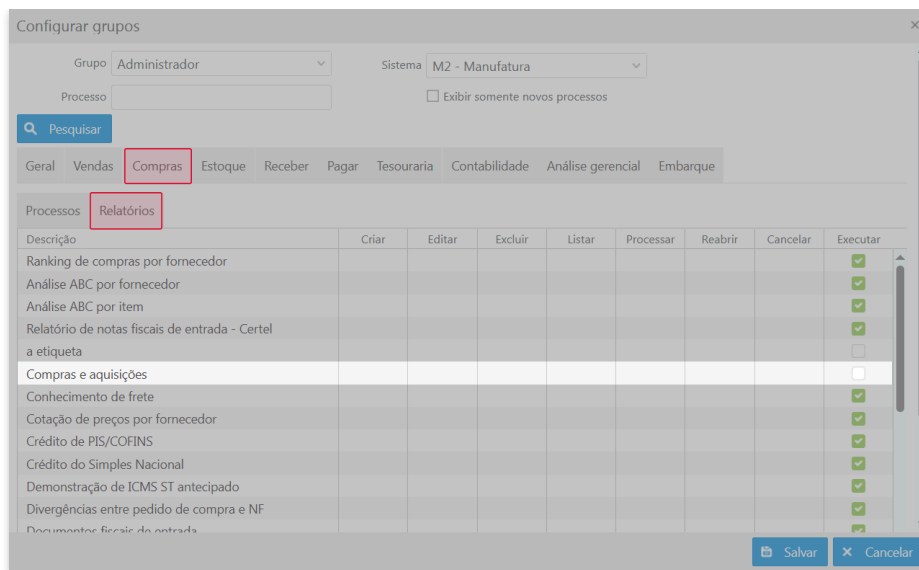 Configurar grupos
Grupo Administrador Sistema M2 - Manufatura
Processo Exibir somente novos processos
Pesquisar
Geral Vendas Compras Estoque Receber Pagar Tesouraria Contabilidade Análise gerencial Embarque
Processos Relatórios
Descrição Criar Editar Excluir Listar Processar Reabrir Cancelar Executar
Ranking de compras por fornecedor
Análise ABC por fornecedor
Análise ABC por item
Relatório de notas fiscais de entrada - Certel
a etiqueta
Compras e aquisições
Conhecimento de frete
Cotação de preços por fornecedor
Crédito de PIS/COFINS
Crédito do Simples Nacional
Demonstração de ICMS ST antecipado
Divergências entre pedido de compra e NF
Documentos fiscais de entrada
Salvar Cancelar